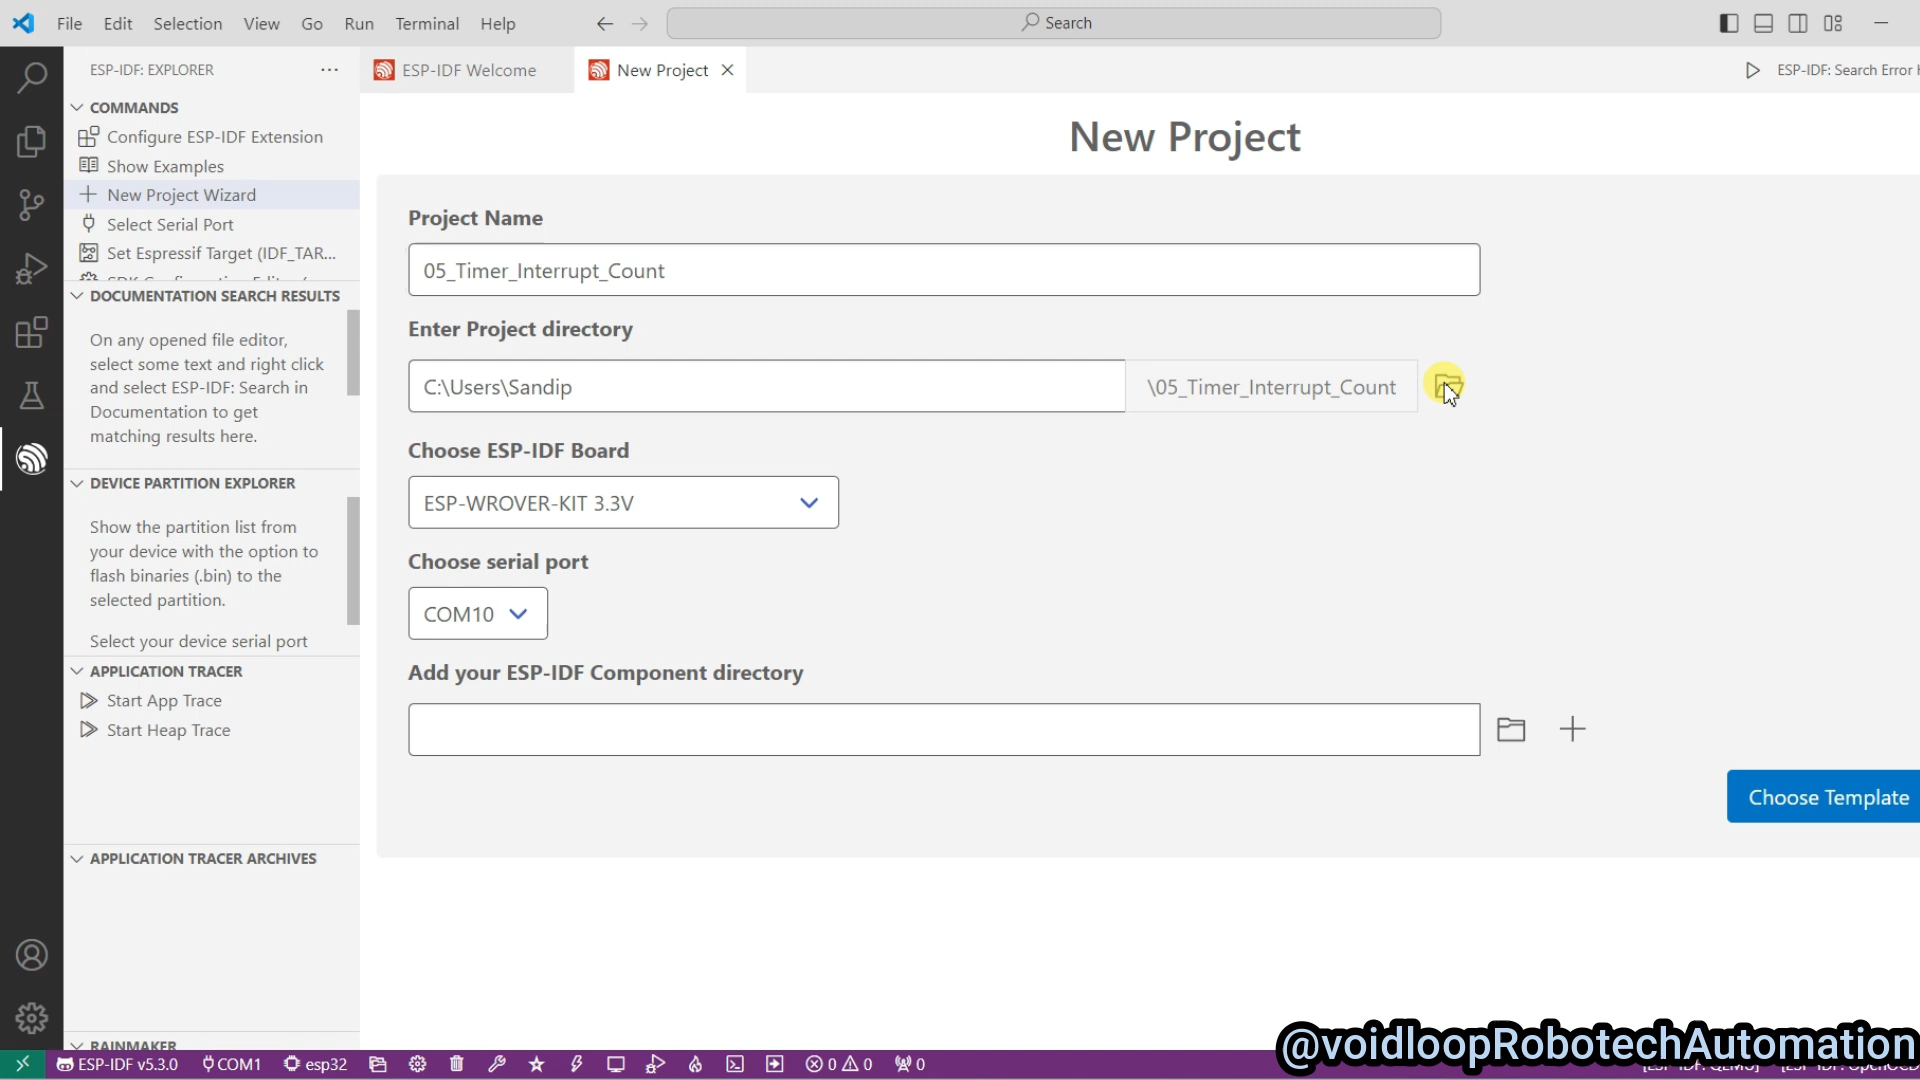 File Edit Selection View Go Run Terminal Help
Search
ESP-IDF: EXPLORER
ESP-IDF Welcome
New Project
ESP-IDF: Search Error
COMMANDS
Configure ESP-IDF Extension
Show Examples
New Project Wizard
Select Serial Port
Set Espressif Target (IDF_TAR...
DOCUMENTATION SEARCH RESULTS
On any opened file editor,
select some text and right click
and select ESP-IDF: Search in
Documentation to get
matching results here.
DEVICE PARTITION EXPLORER
Show the partition list from
your device with the option to
flash binaries (.bin) to the
selected partition.
Select your device serial port
APPLICATION TRACER
Start App Trace
Start Heap Trace
APPLICATION TRACER ARCHIVES
RAINMAKER
New Project
Project Name
05_Timer_Interrupt_Count
Enter Project directory
C:\Users\Sandip
\05_Timer_Interrupt_Count
Choose ESP-IDF Board
ESP-WROVER-KIT 3.3V
Choose serial port
COM10
Add your ESP-IDF Component directory
Choose Template
@voidloopRobotechAutomation
ESP-IDF v5.3.0 COM1 esp32 0 0 0